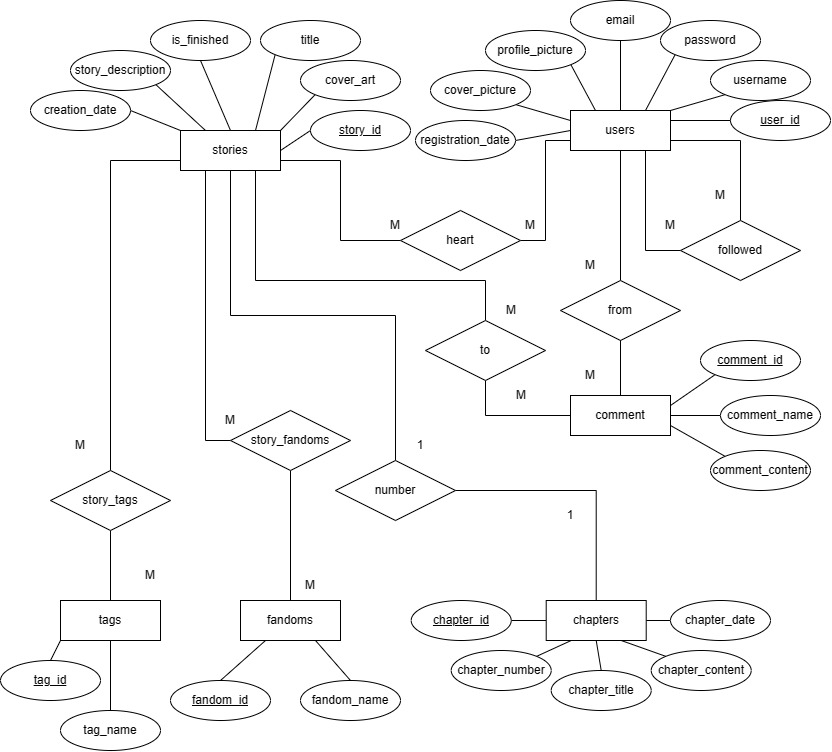 email
is_finished
title
password
profile_picture
story_description
cover_art
username
cover_picture
creation_date
story_id
user_id
stories
users
registration_date
M
M
M
M
heart
followed
M
from
M
to
comment_id
M
M
comment
comment_name
M
story_fandoms
M
1
comment_content
story_tags
number
1
M
M
tags
fandoms
chapter_id
chapters
chapter_date
tag_id
chapter_number
chapter_content
fandom_id
fandom_name
chapter_title
tag_name